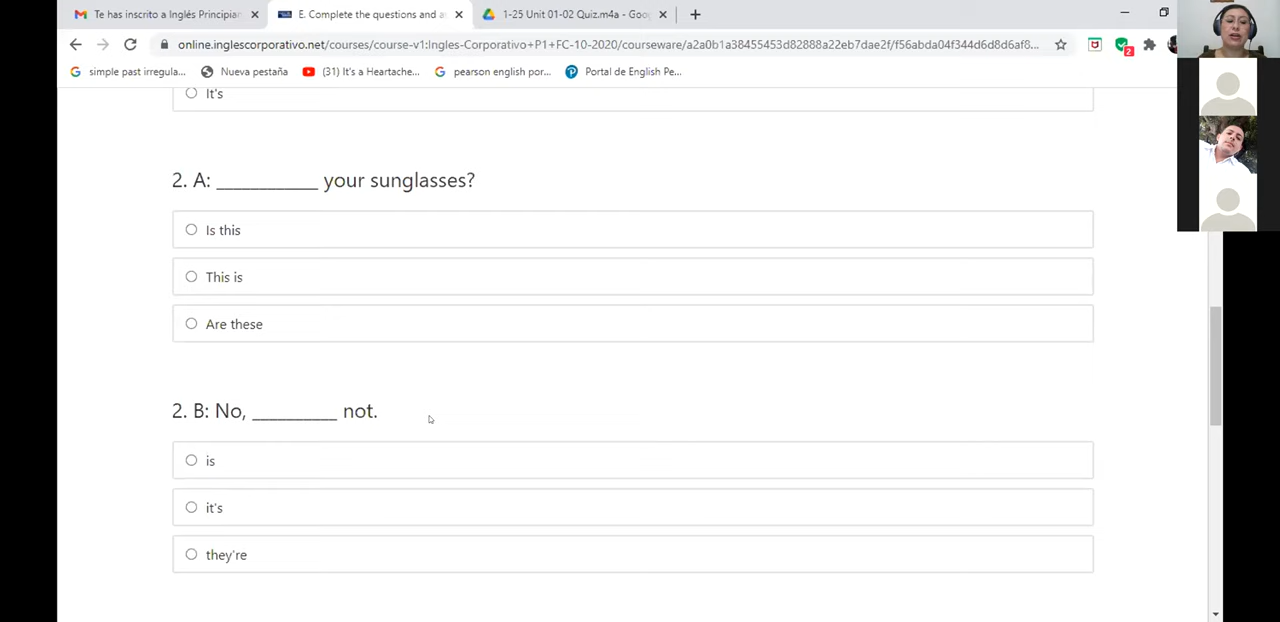 Te has inscrito a Inglés Principian
E. Complete the questions and a
1-25 Unit 01-02 Quiz.m4a - Goo
online.inglescorporativo.net/courses/course-v1:Ingles-Corporativo+P1+FC-10-2020/courseware/a2a0b1a38455453d82888a22eb7dae2f/f56abda04f344d6d8d6af8...
2
simple past irregula...
Nueva pestaña
(31) It's a Heartache...
pearson english por...
Portal de English Pe...
It's
2. A: ____________ your sunglasses?
Is this
This is
Are these
2. B: No, __________ not.
is
it's
they're